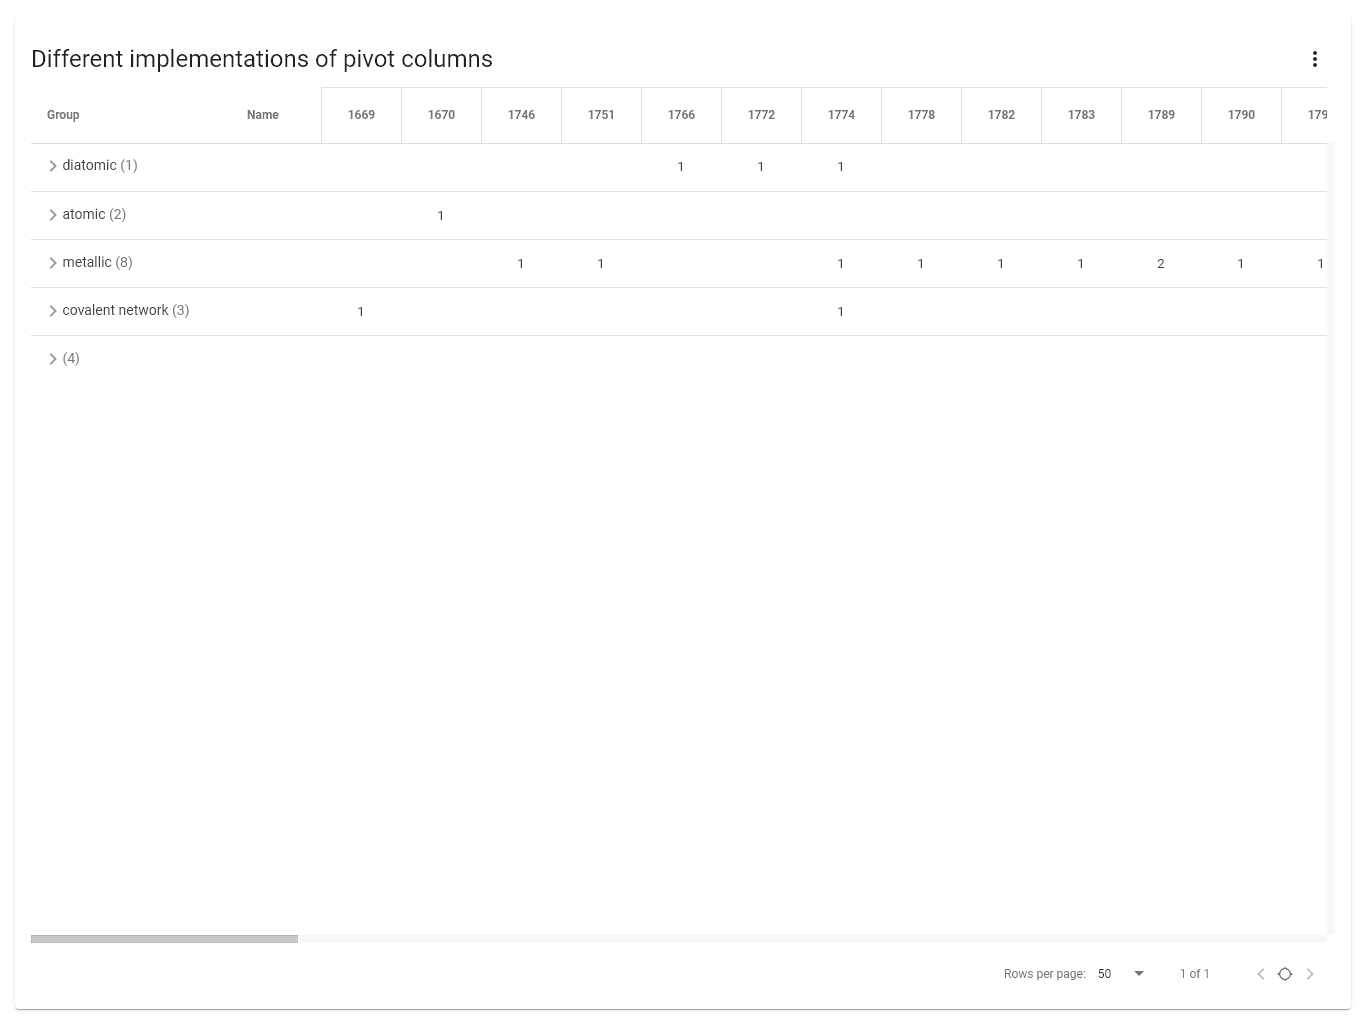 Different implementations of pivot columns
Group Name 1669 1670 1746 1751 1766 1772 1774 1778 1782 1783 1789 1790 179
diatomic (1) 1 1 1
atomic (2) 1
metallic (8) 1 1 1 1 1 1 2 1 1
covalent network (3) 1 1
(4)
Rows per page: 50 1 of 1